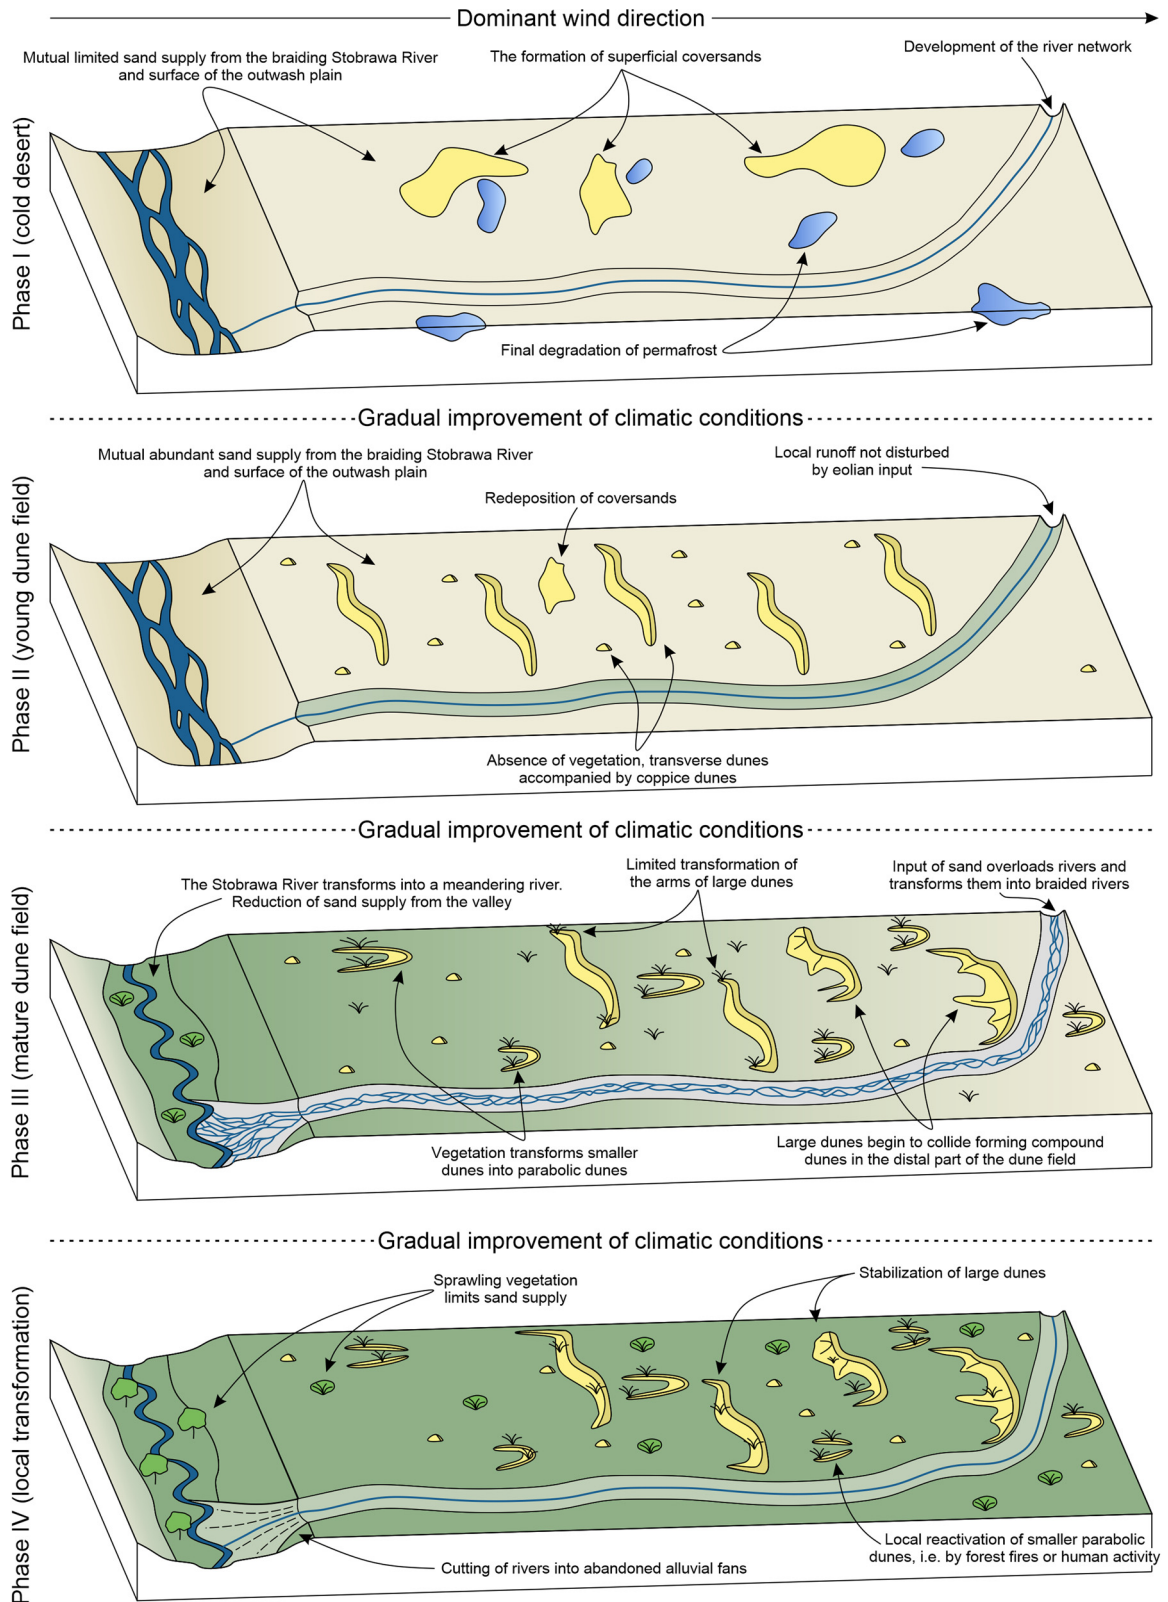 Dominant wind direction
Mutual limited sand supply from the braiding Stobrawa River
and surface of the outwash plain
The formation of superficial coversands
Development of the river network
Phase I (cold desert)
Final degradation of permafrost
Gradual improvement of climatic conditions
Mutual abundant sand supply from the braiding Stobrawa River
and surface of the outwash plain
Redeposition of coversands
Local runoff not disturbed
by eolian input
Phase II (young dune field)
Absence of vegetation, transverse dunes
accompanied by coppice dunes
Gradual improvement of climatic conditions
The Stobrawa River transforms into a meandering river.
Reduction of sand supply from the valley
Limited transformation of
the arms of large dunes
Input of sand overloads rivers and
transforms them into braided rivers
Phase III (mature dune field)
Vegetation transforms smaller
dunes into parabolic dunes
Large dunes begin to collide forming compound
dunes in the distal part of the dune field
Gradual improvement of climatic conditions
Sprawling vegetation
limits sand supply
Stabilization of large dunes
Phase IV (local transformation)
Cutting of rivers into abandoned alluvial fans
Local reactivation of smaller parabolic
dunes, i.e. by forest fires or human activity